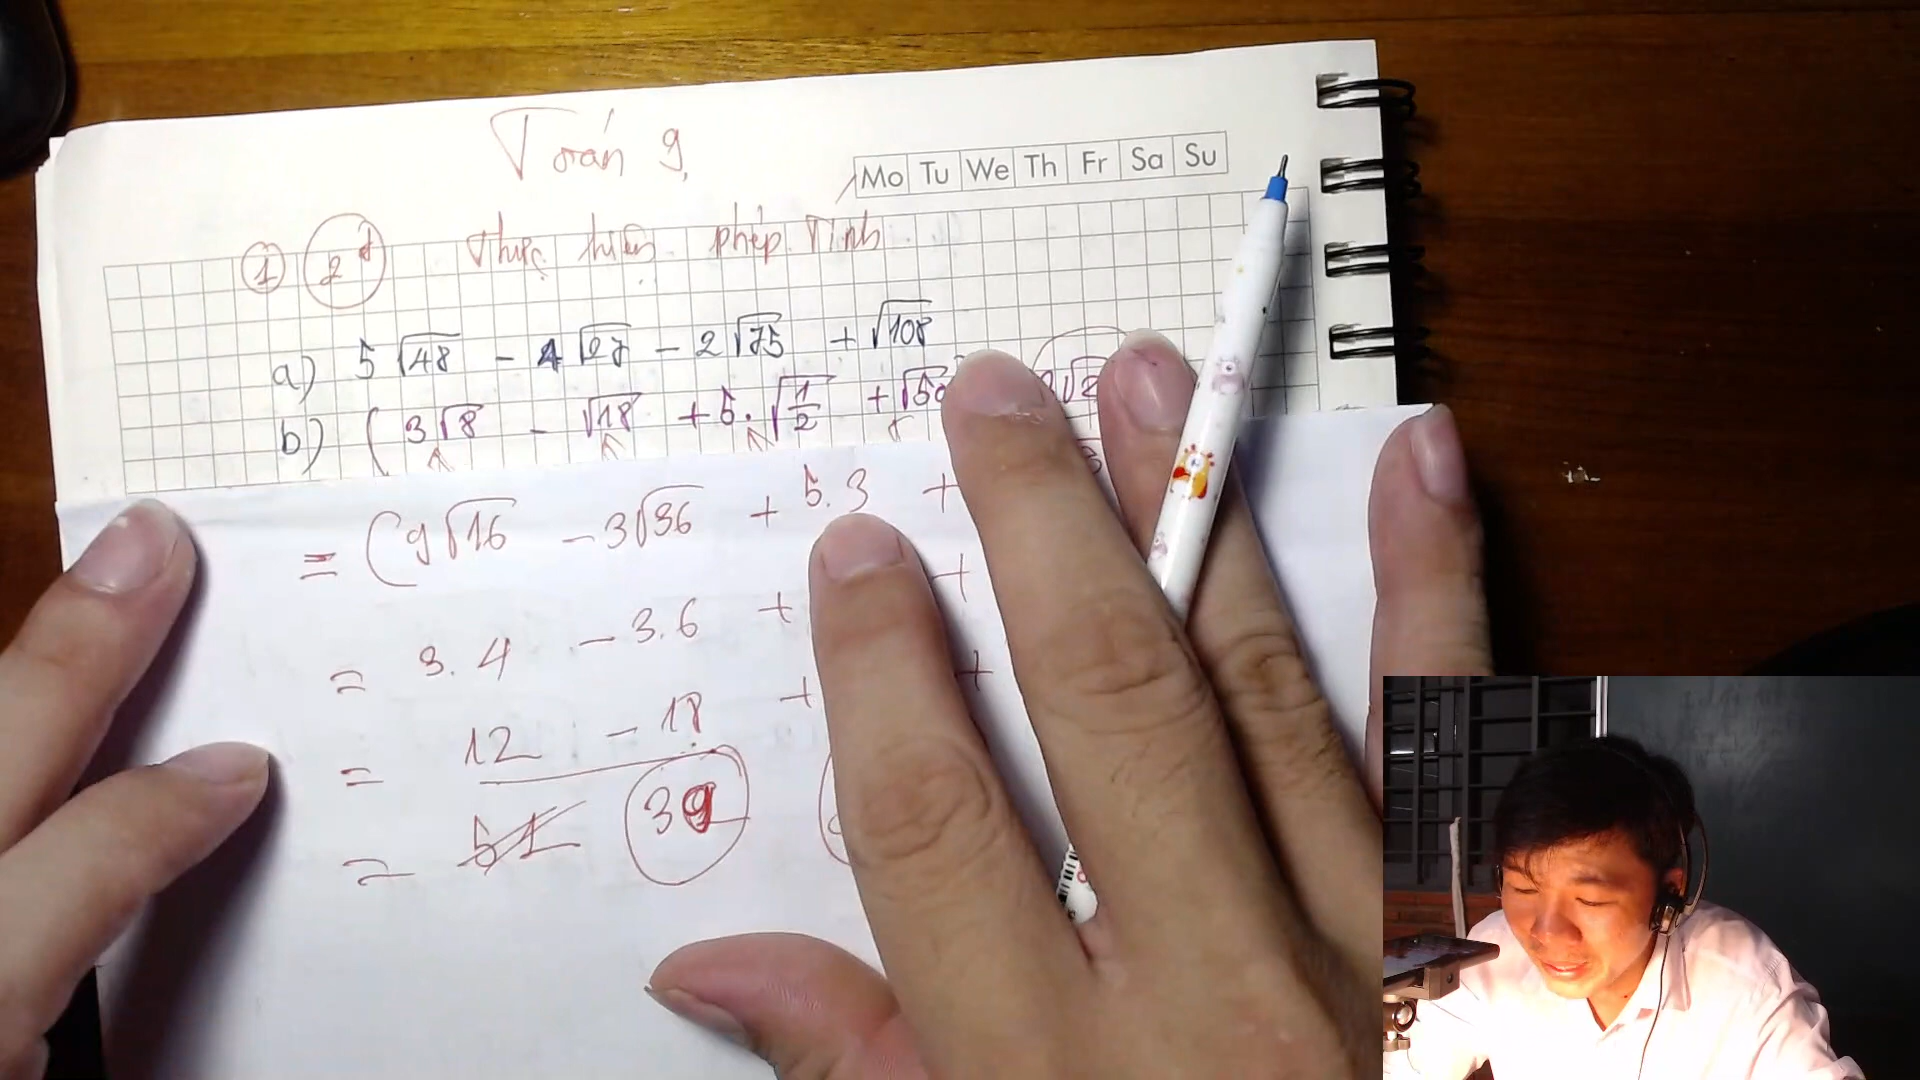 Toán 9
Mo Tu We Th Fr Sa Su
1 2đ Thực hiện phép tính
a) 5√48 - 4√27 - 2√75 + √108
b) (3√8 - √18 + 5.√1/2 + √50
= (9√16 - 3√36 + 5.3 +
= 3.4 - 3.6 + +
= 12 - 18 + +
= 51 39